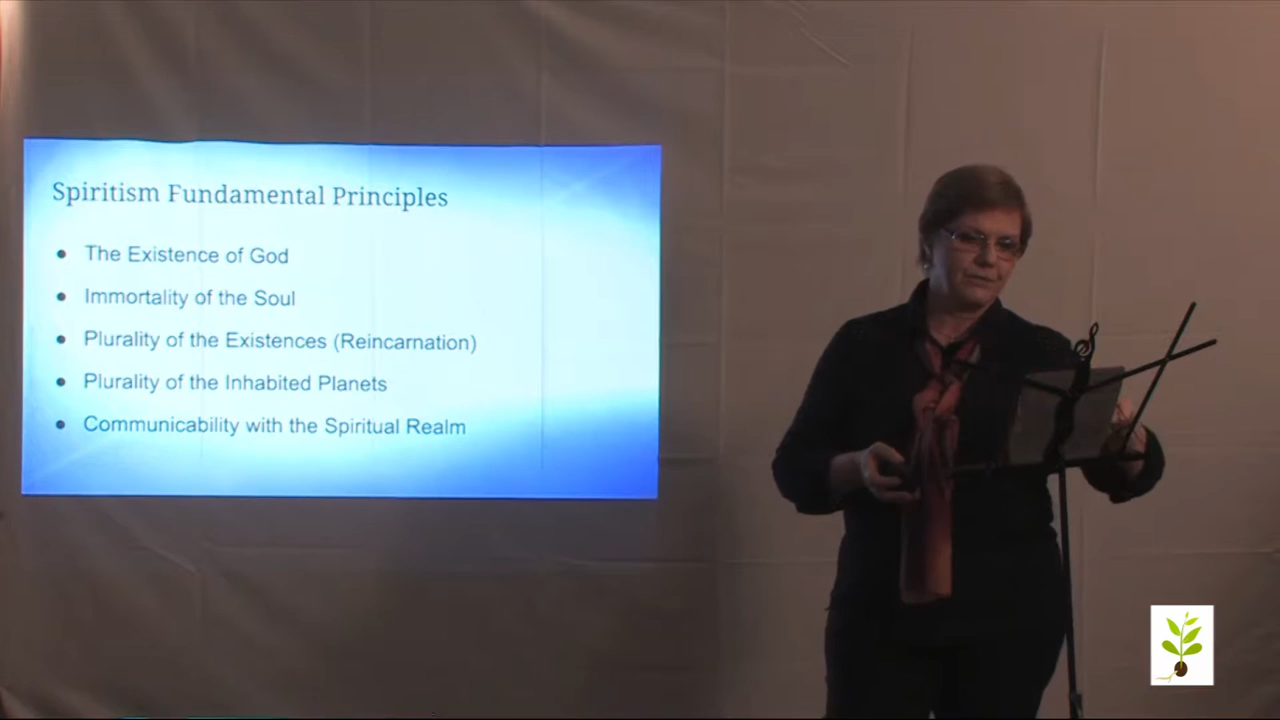 Spiritism Fundamental Principles
The Existence of God
Immortality of the Soul
Plurality of the Existences (Reincarnation)
Plurality of the Inhabited Planets
Communicability with the Spiritual Realm